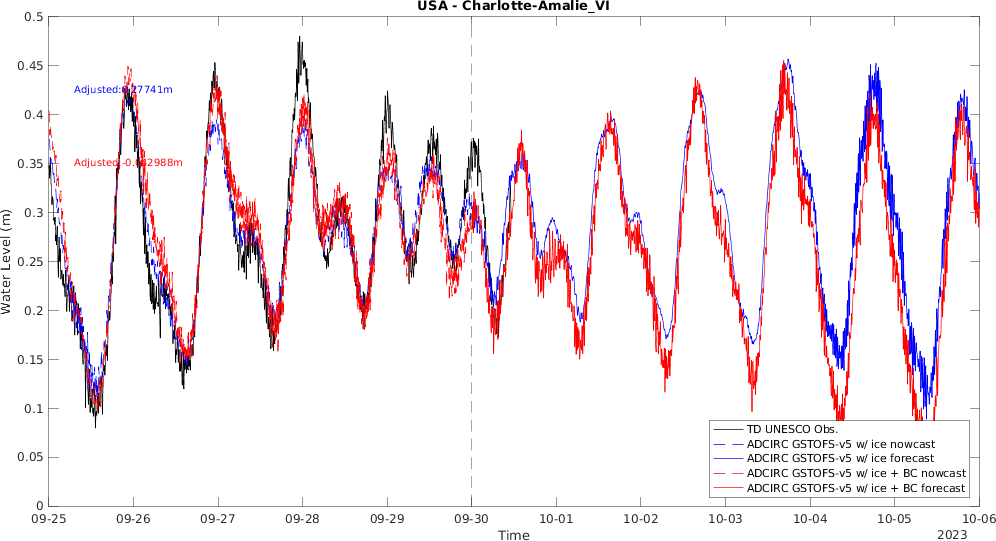 USA - Charlotte-Amalie_VI
0.5
0.45
0.4
0.35
0.3
0.25
0.2
0.15
0.1
0.05
0
Water Level (m)
Adjusted:
Adjusted:
TD UNESCO Obs.
ADCIRC GSTOFS-v5 w/ ice nowcast
ADCIRC GSTOFS-v5 w/ ice forecast
ADCIRC GSTOFS-v5 w/ ice + BC nowcast
ADCIRC GSTOFS-v5 w/ ice + BC forecast
09-25 09-26 09-27 09-28 09-29 09-30 10-01 10-02 10-03 10-04 10-05 10-06
Time
2023